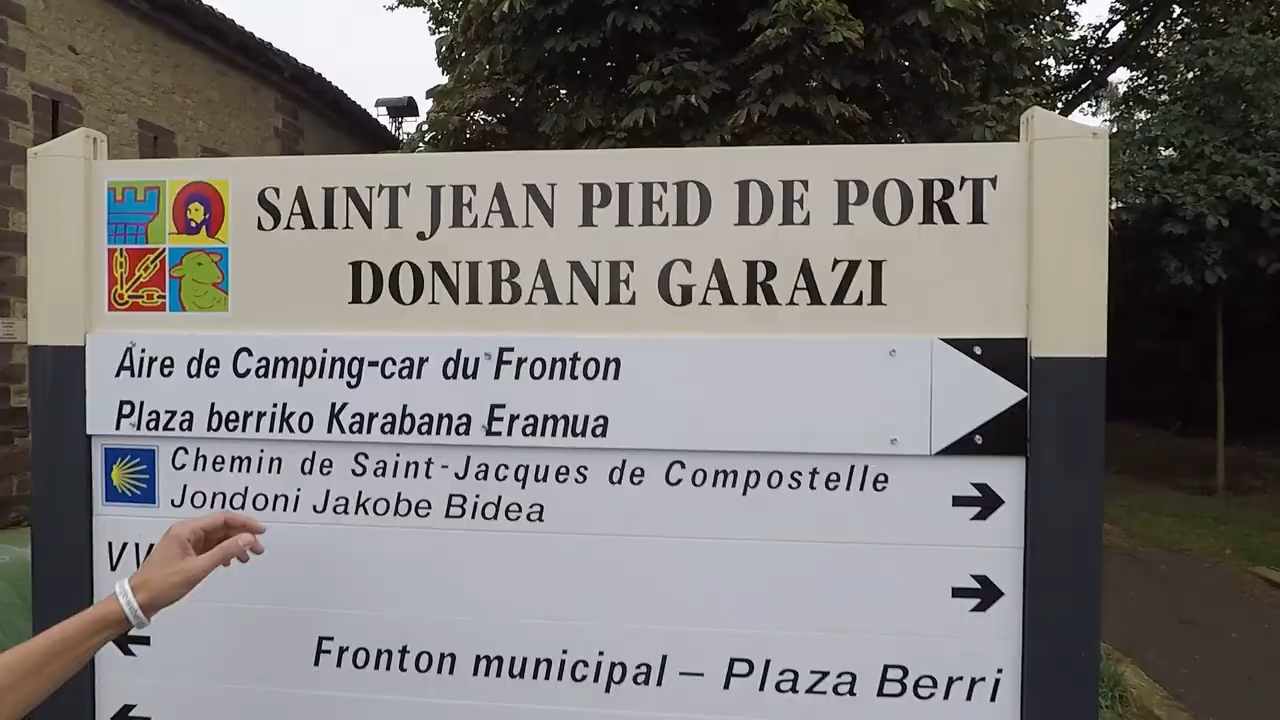 SAINT JEAN PIED DE PORT
DONIBANE GARAZI
Aire de Camping-car du Fronton
Plaza berriko Karabana Eramua
Chemin de Saint-Jacques de Compostelle
Jondoni Jakobe Bidea
Fronton municipal – Plaza Berri